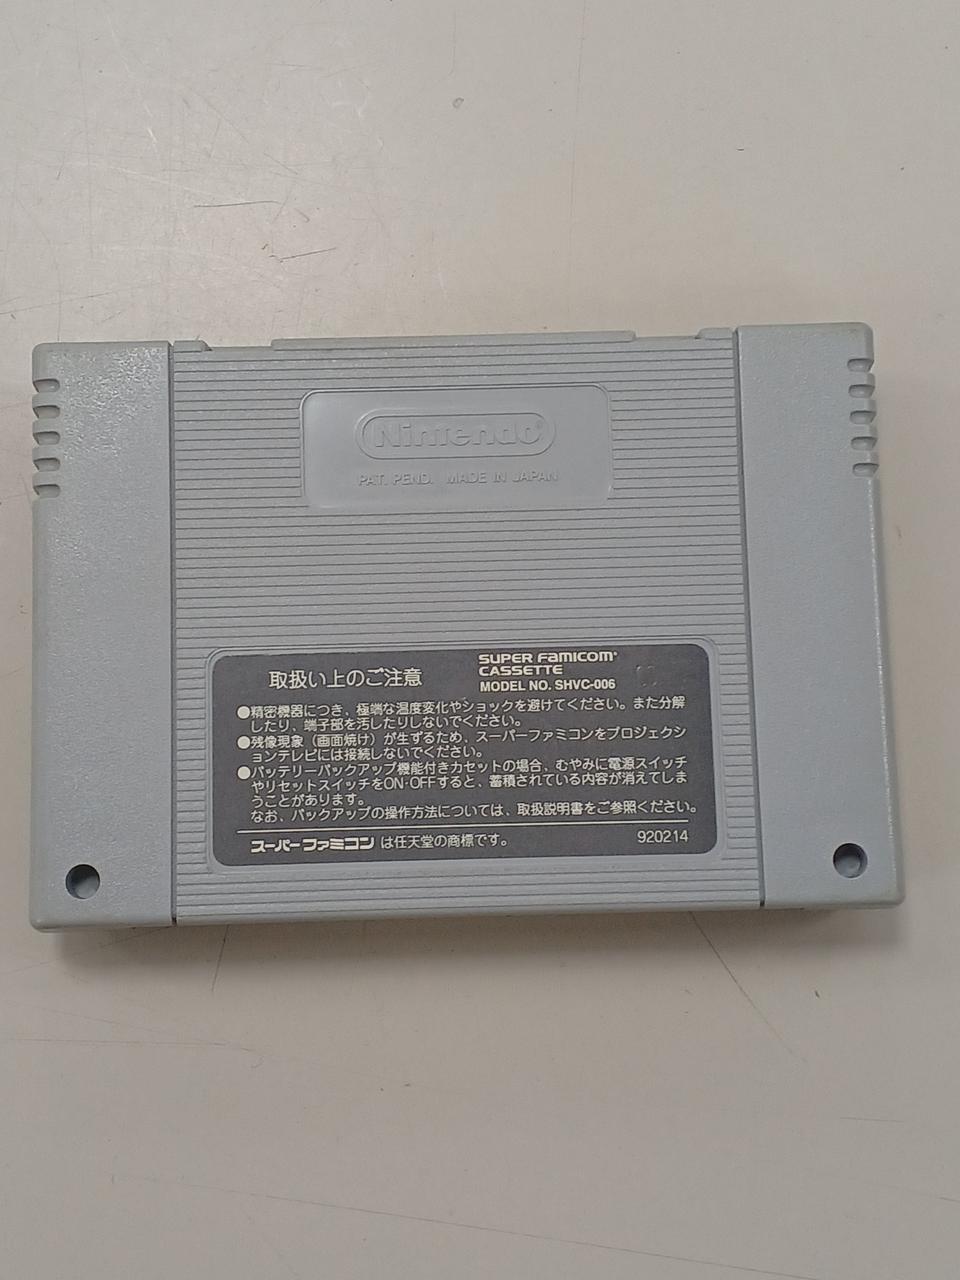 Nintendo®
PAT. PEND. MADE IN JAPAN
取扱い上のご注意
SUPER FAMICOM®
CASSETTE
MODEL NO. SHVC-006
●精密機器につき、極端な温度変化やショックを避けてください。また分解
したり、端子部を汚したりしないでください。
●残像現象（画面焼け）が生ずるため、スーパーファミコンをプロジェクシ
ョンテレビには接続しないでください。
●バッテリーバックアップ機能付きカセットの場合、むやみに電源スイッチ
やリセットスイッチをON・OFFすると、蓄積されている内容が消えてしま
うことがあります。
なお、バックアップの操作方法については、取扱説明書をご参照ください。
スーパーファミコンは任天堂の商標です。
920214